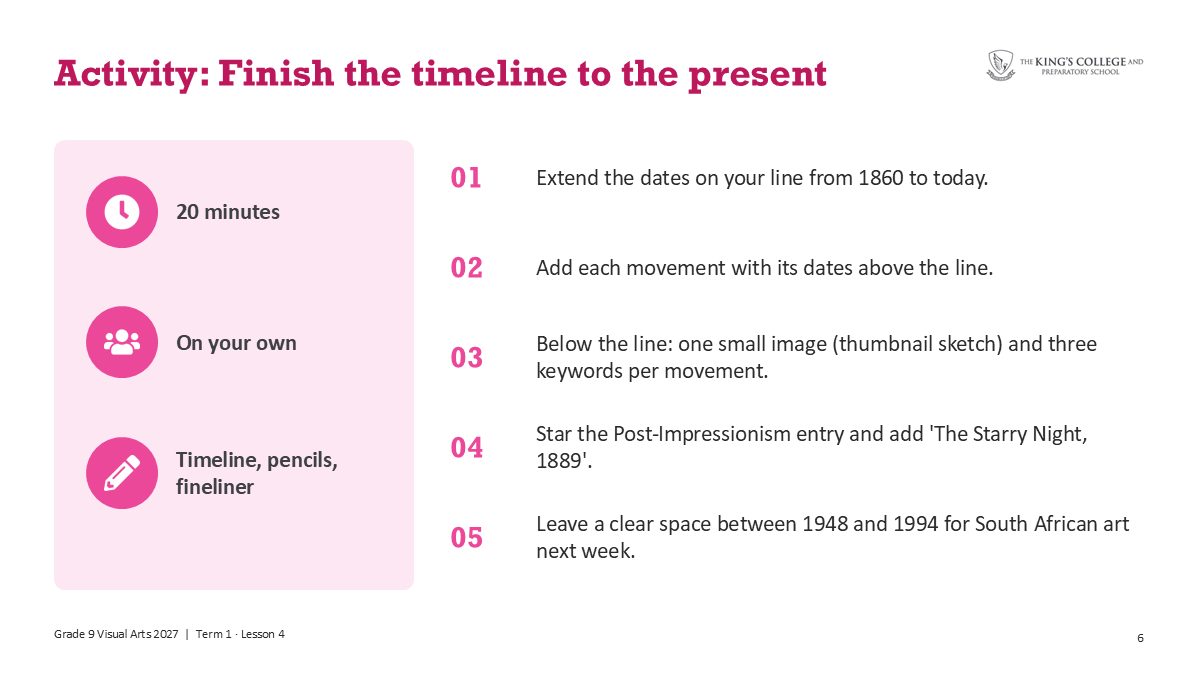 Activity: Finish the timeline to the present
THE KING'S COLLEGE AND
PREPARATORY SCHOOL
20 minutes
On your own
Timeline, pencils,
fineliner
01
Extend the dates on your line from 1860 to today.
02
Add each movement with its dates above the line.
03
Below the line: one small image (thumbnail sketch) and three
keywords per movement.
04
Star the Post-Impressionism entry and add 'The Starry Night,
1889'.
05
Leave a clear space between 1948 and 1994 for South African art
next week.
Grade 9 Visual Arts 2027 | Term 1 · Lesson 4
6